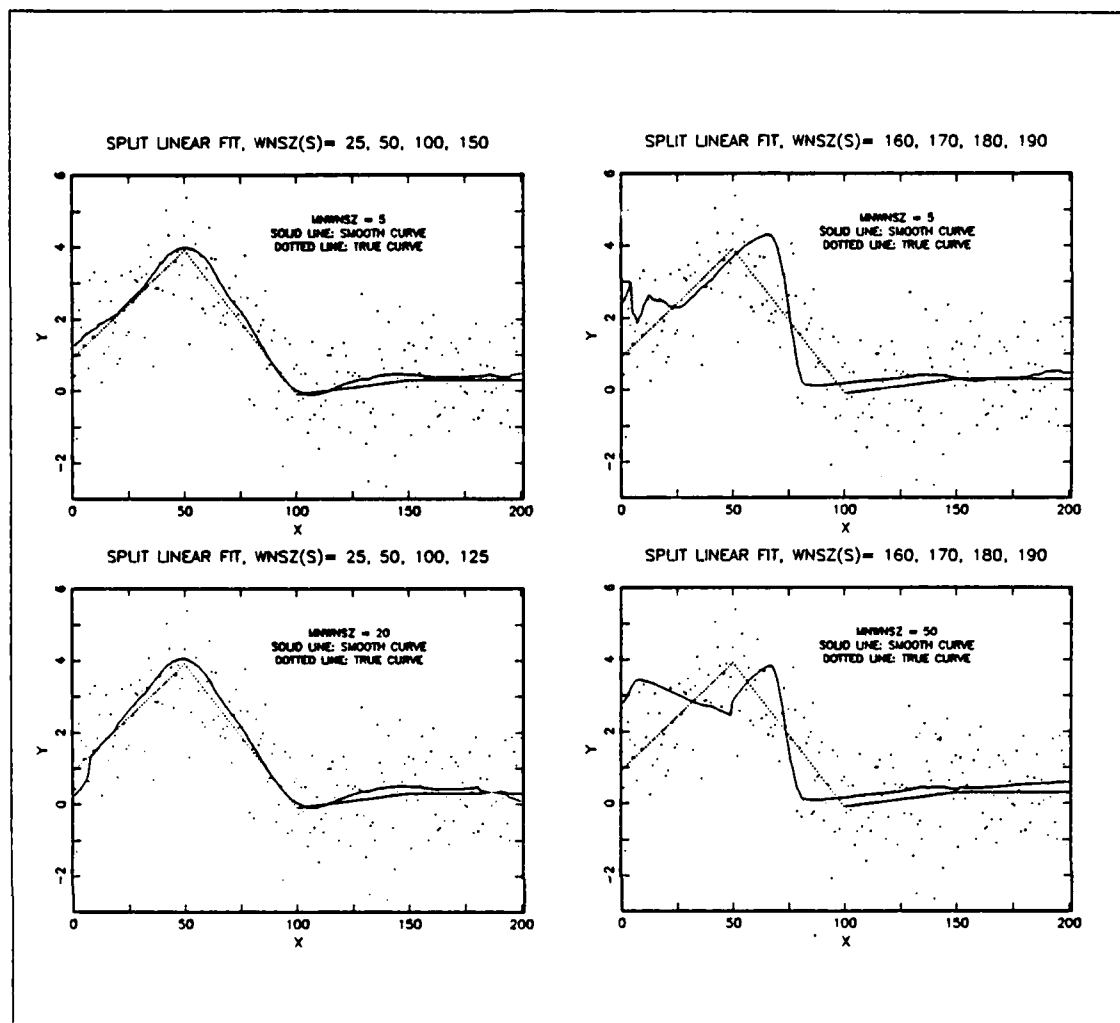 SPLIT LINEAR FIT, WNSZ(S)= 25, 50, 100, 150
6
4
2
0
-2
Y
MNWNSZ = 5
SOLID LINE: SMOOTH CURVE
DOTTED LINE: TRUE CURVE
0 50 100 150 200
X
SPLIT LINEAR FIT, WNSZ(S)= 160, 170, 180, 190
6
4
2
0
-2
Y
MNWNSZ = 5
SOLID LINE: SMOOTH CURVE
DOTTED LINE: TRUE CURVE
0 50 100 150 200
X
SPLIT LINEAR FIT, WNSZ(S)= 25, 50, 100, 125
6
4
2
0
-2
Y
MNWNSZ = 20
SOLID LINE: SMOOTH CURVE
DOTTED LINE: TRUE CURVE
0 50 100 150 200
X
SPLIT LINEAR FIT, WNSZ(S)= 160, 170, 180, 190
6
4
2
0
-2
Y
MNWNSZ = 50
SOLID LINE: SMOOTH CURVE
DOTTED LINE: TRUE CURVE
0 50 100 150 200
X